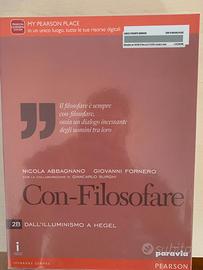 MY PEARSON PLACE
in un unico luogo, tutte le tue risorse digitali
Il filosofare è sempre
con-filosofare,
ossia un dialogo incessante
degli uomini tra loro
NICOLA ABBAGNANO GIOVANNI FORNERO
CON LA COLLABORAZIONE DI GIANCARLO BURGHI
Con-Filosofare
2B DALL'ILLUMINISMO A HEGEL
i
paravia
PEARSON
Subito